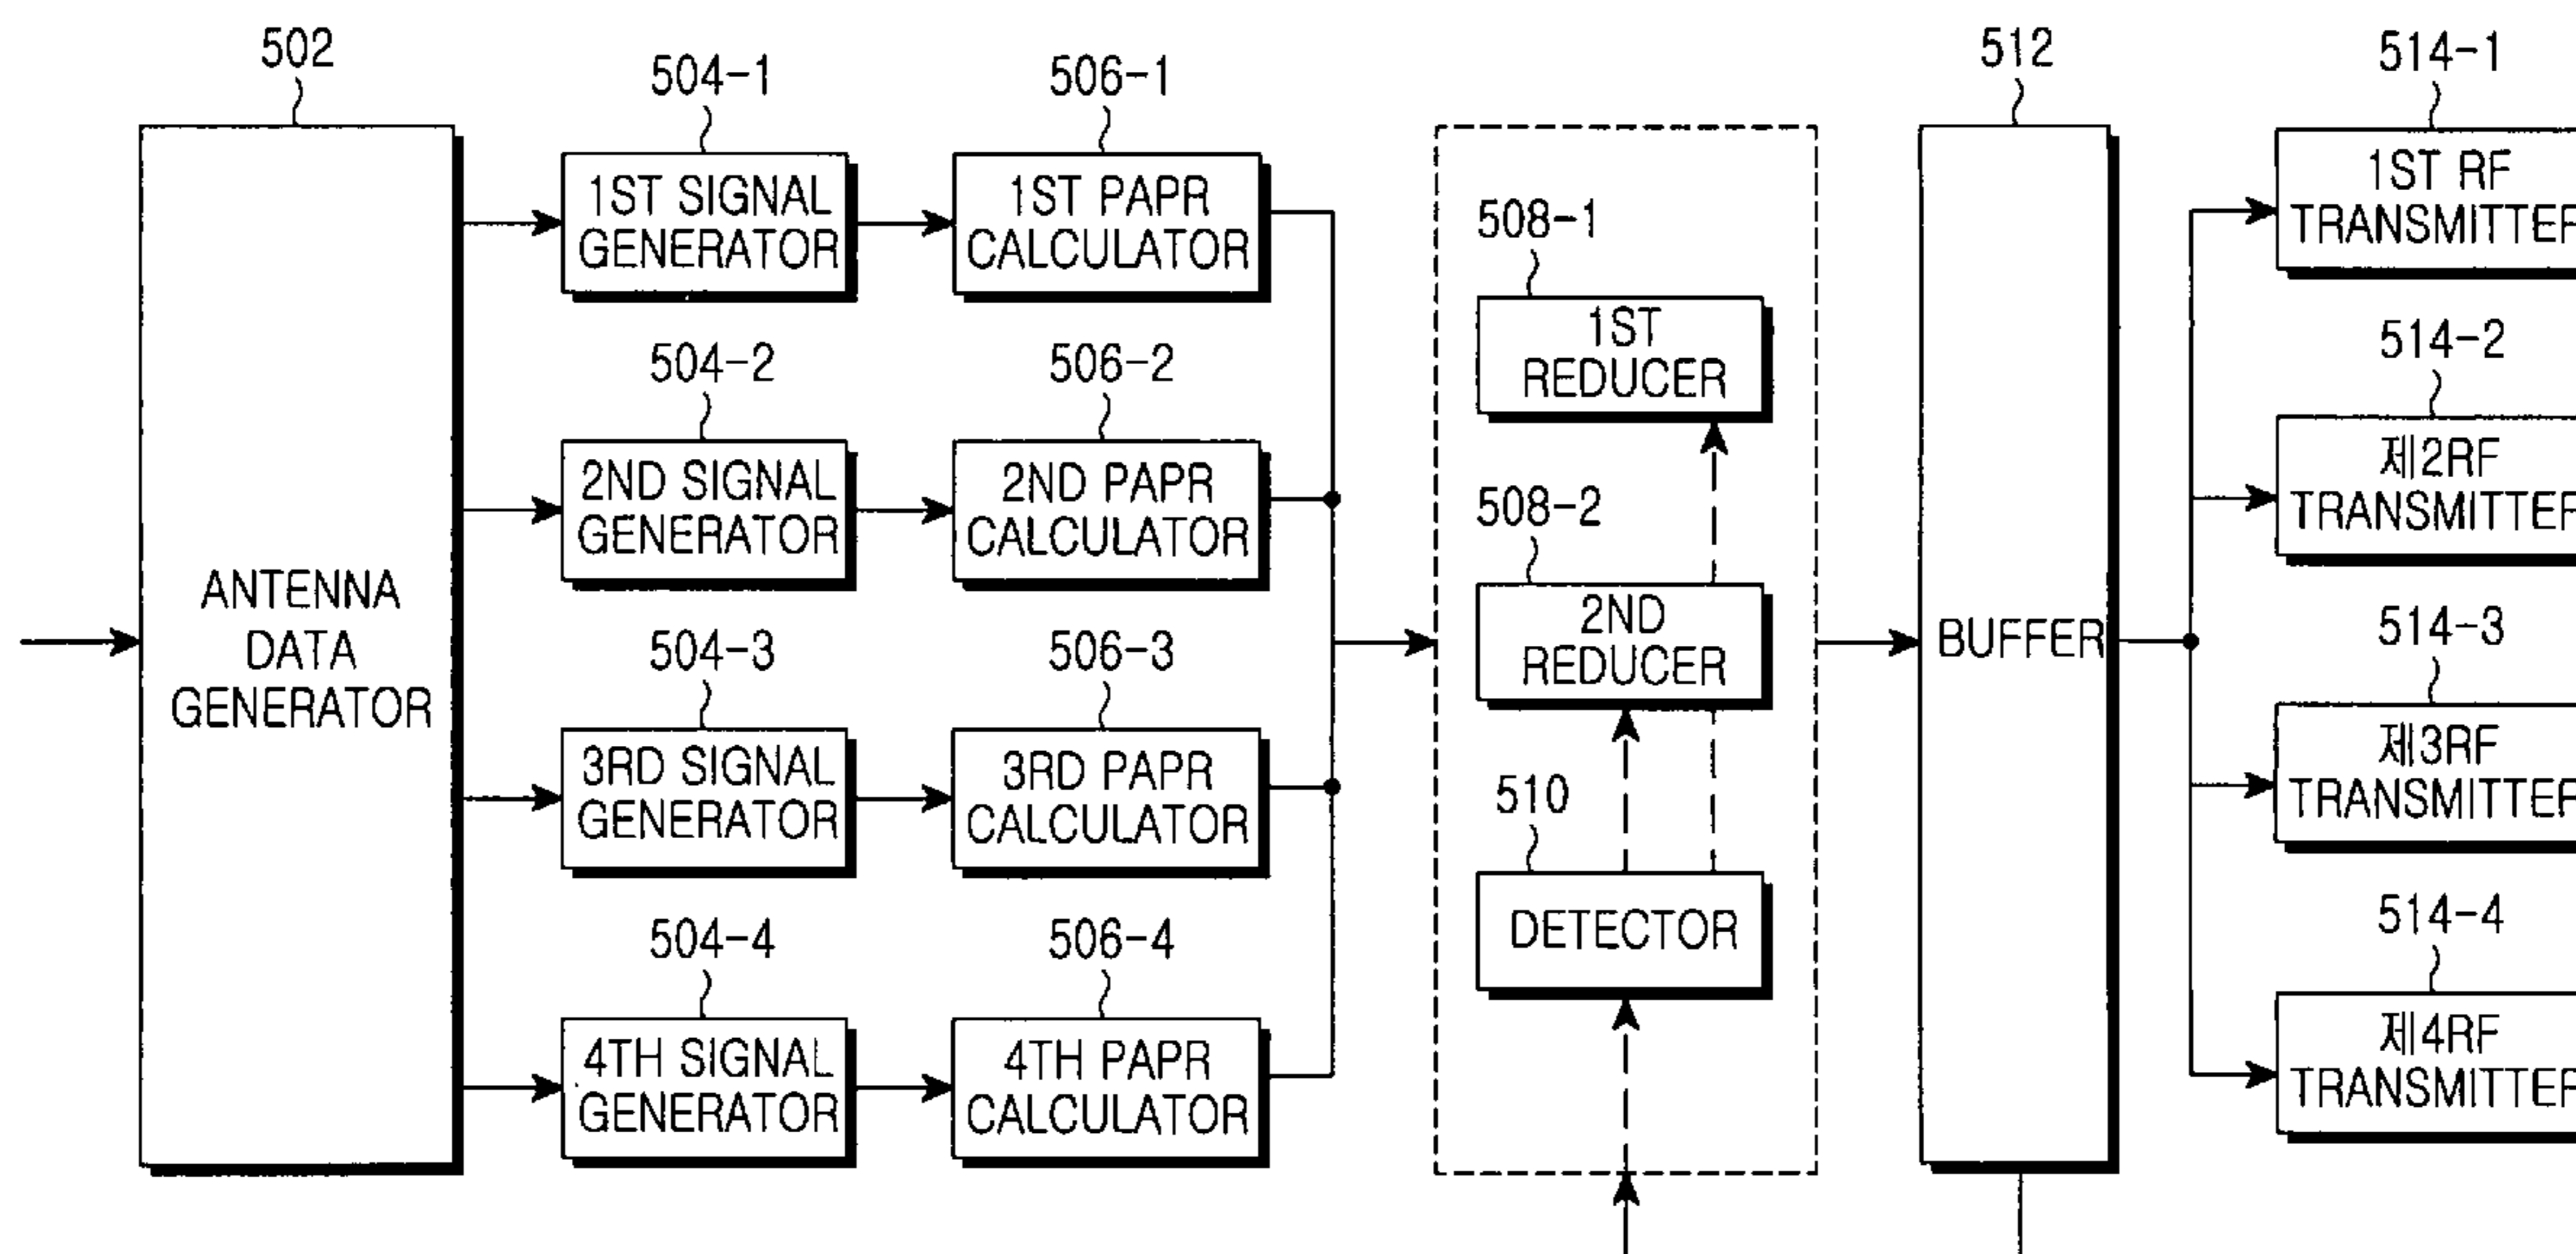 502
ANTENNA
DATA
GENERATOR
504-1
1ST SIGNAL
GENERATOR
506-1
1ST PAPR
CALCULATOR
504-2
2ND SIGNAL
GENERATOR
506-2
2ND PAPR
CALCULATOR
504-3
3RD SIGNAL
GENERATOR
506-3
3RD PAPR
CALCULATOR
504-4
4TH SIGNAL
GENERATOR
506-4
4TH PAPR
CALCULATOR
508-1
1ST
REDUCER
508-2
2ND
REDUCER
510
DETECTOR
512
BUFFER
514-1
1ST RF
TRANSMITTER
514-2
제2RF
TRANSMITTER
514-3
제3RF
TRANSMITTER
514-4
제4RF
TRANSMITTER